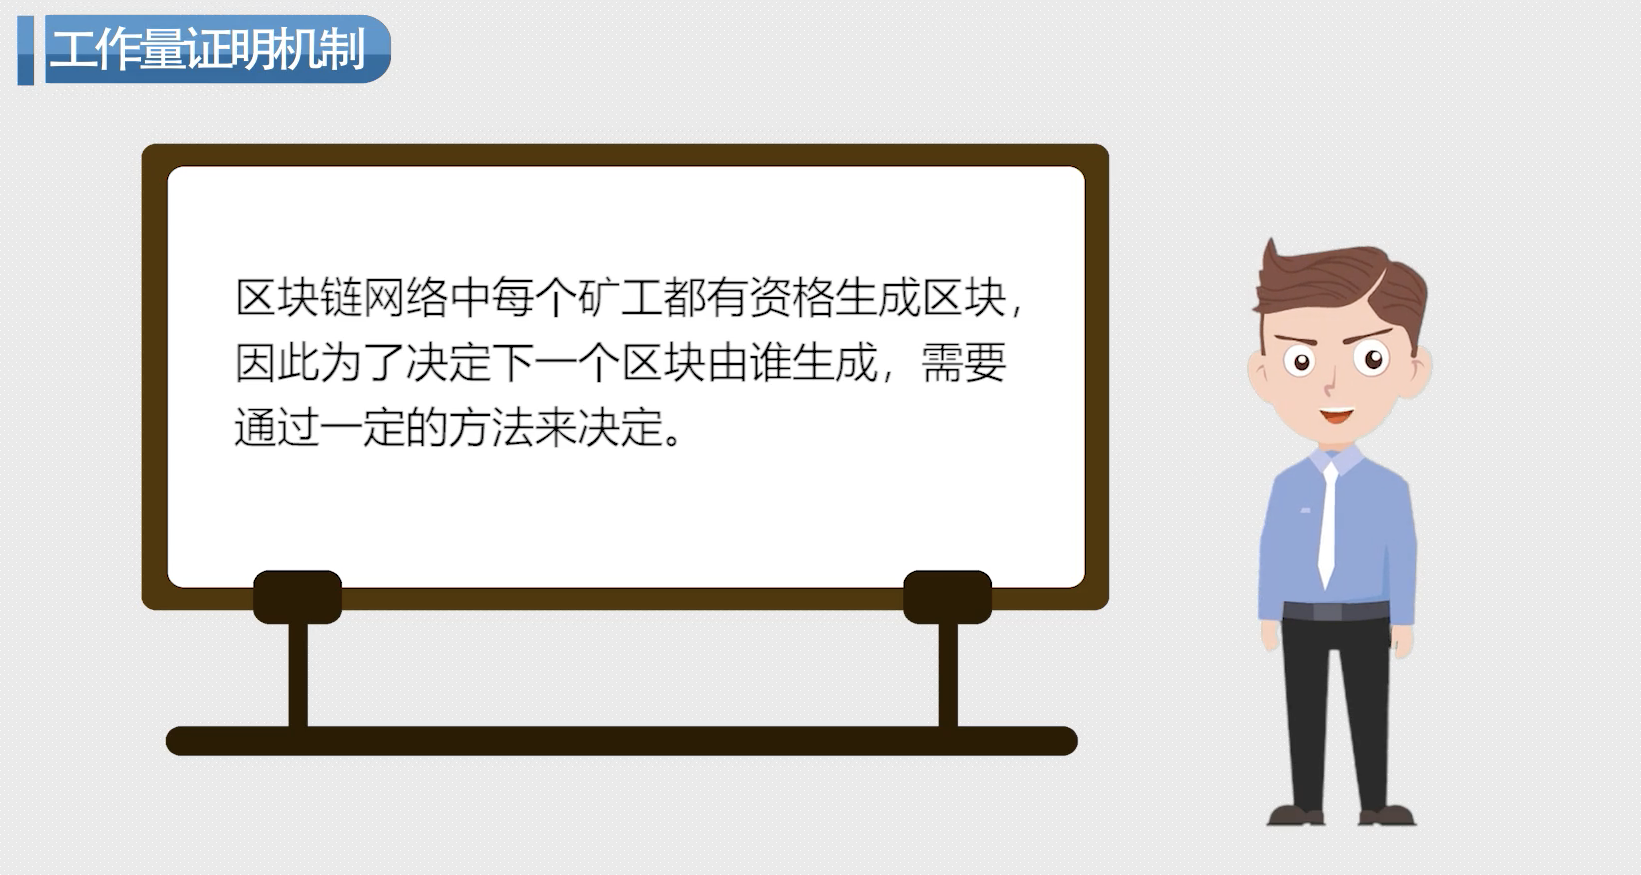 工作量证明机制
区块链网络中每个矿工都有资格生成区块，
因此为了决定下一个区块由谁生成，需要
通过一定的方法来决定。